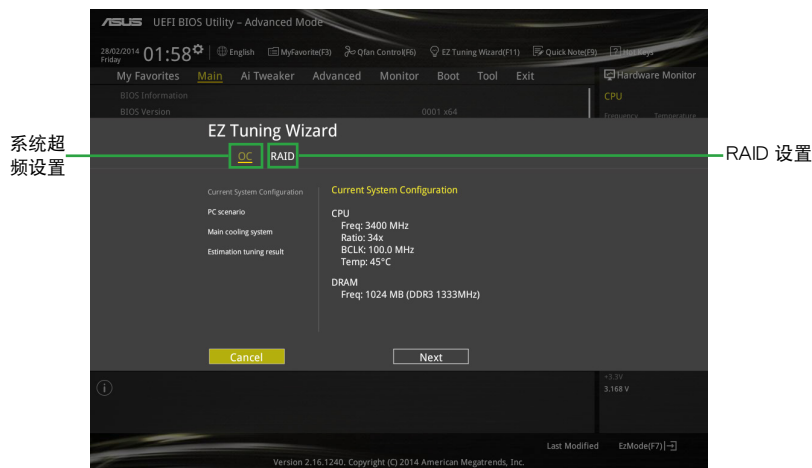 ASUS UEFI BIOS Utility – Advanced Mode
28/02/2014 Friday 01:58 English MyFavorite(F3) Qfan Control(F6) EZ Tuning Wizard(F11) Quick Note(F9) ? Hot Keys
My Favorites Main Ai Tweaker Advanced Monitor Boot Tool Exit Hardware Monitor
BIOS Information CPU
BIOS Version 0001 x64 Frequency Temperature
EZ Tuning Wizard
系统超
频设置
OC RAID
RAID 设置
Current System Configuration
PC scenario
Main cooling system
Estimation tuning result
Current System Configuration
CPU
Freq: 3400 MHz
Ratio: 34x
BCLK: 100.0 MHz
Temp: 45°C
DRAM
Freq: 1024 MB (DDR3 1333MHz)
Cancel Next
+3.3V
3.168 V
Last Modified EzMode(F7)
Version 2.16.1240. Copyright (C) 2014 American Megatrends, Inc.